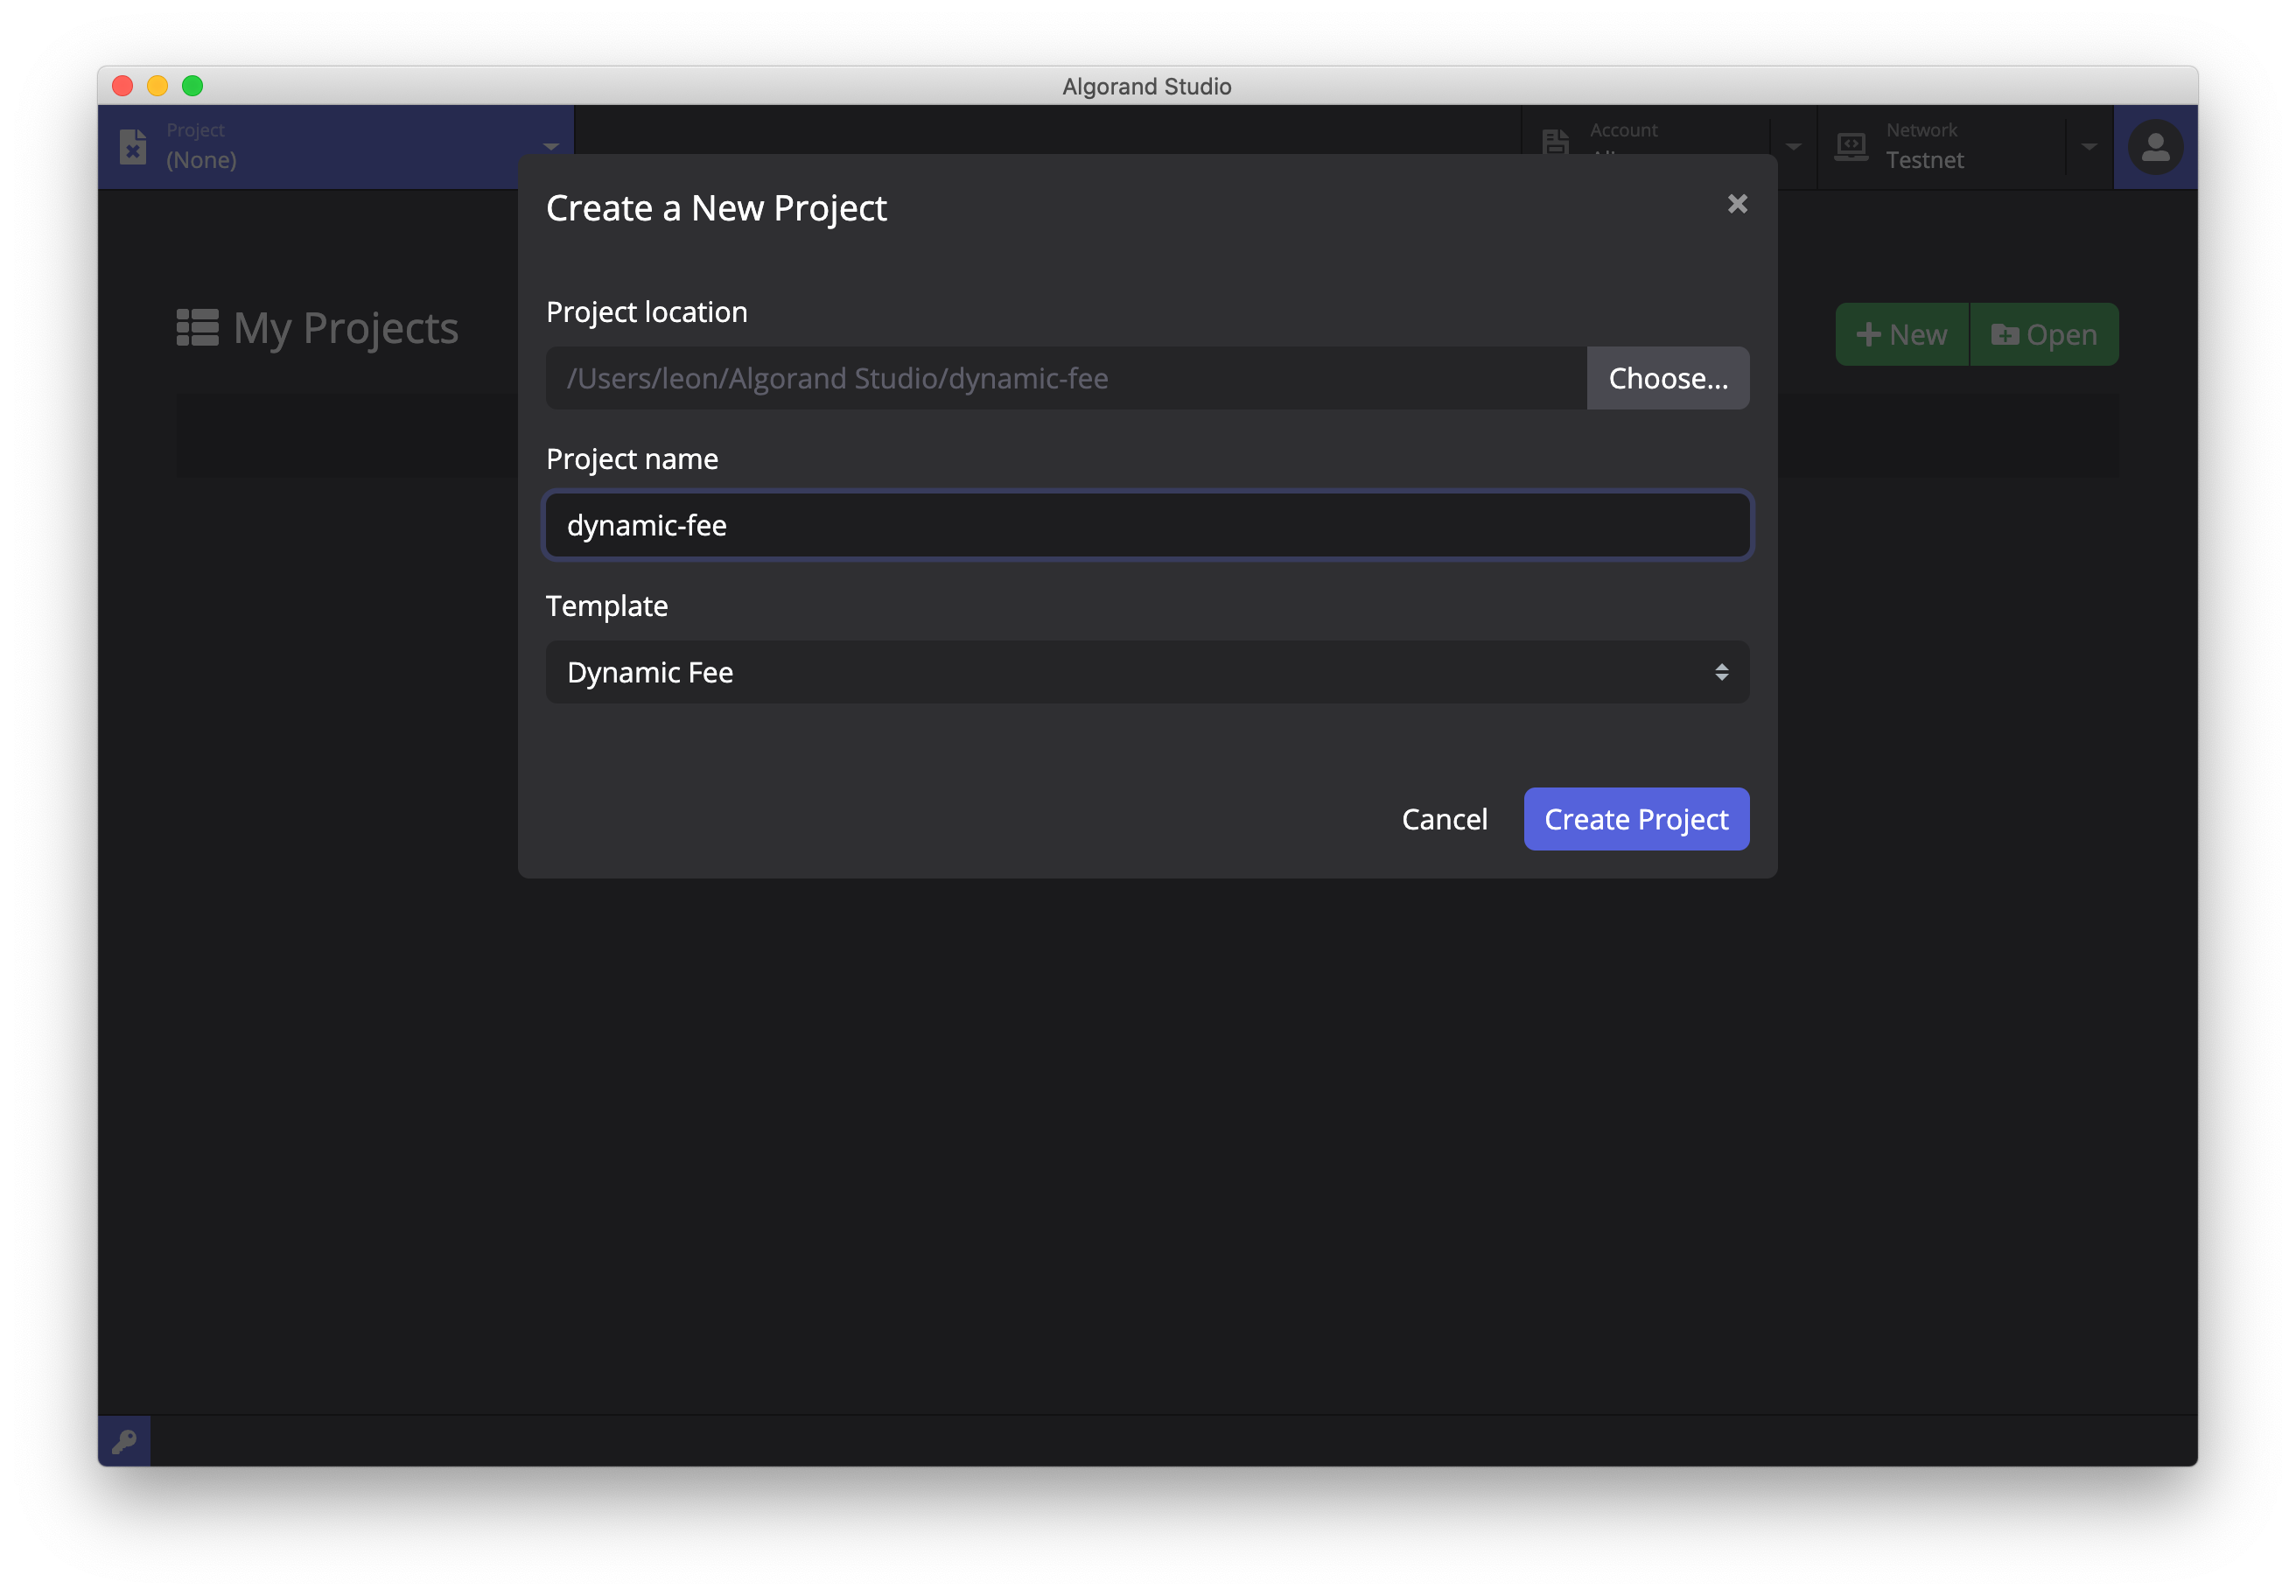 Algorand Studio
Project
(None)
Account
Network
Testnet
Create a New Project
My Projects
New
Open
Project location
/Users/leon/Algorand Studio/dynamic-fee
Choose...
Project name
dynamic-fee
Template
Dynamic Fee
Cancel
Create Project